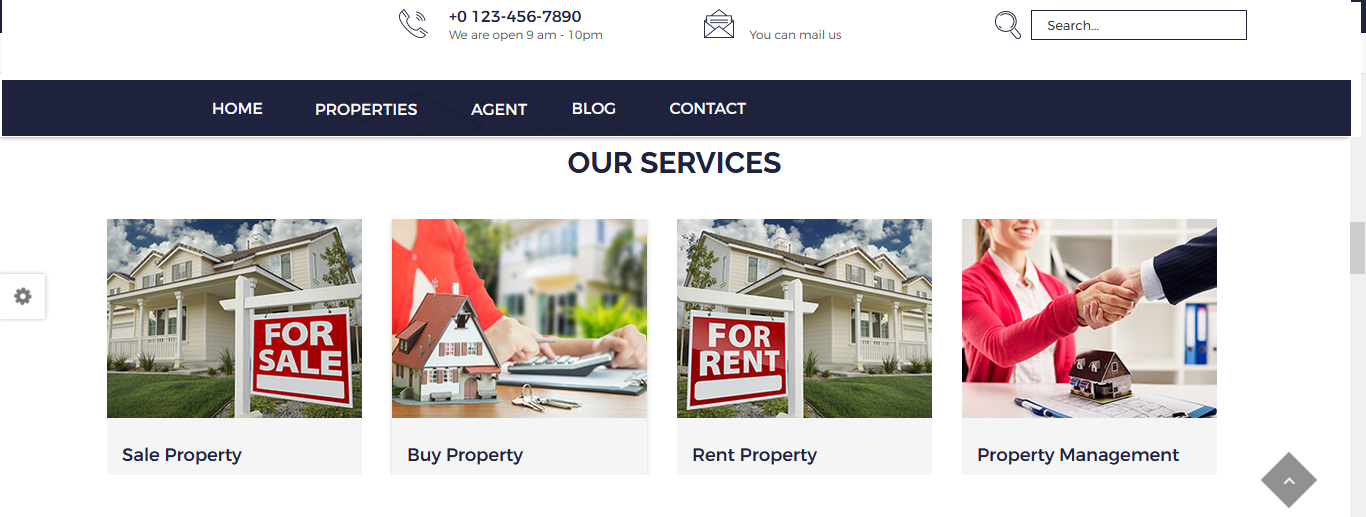 +0 123-456-7890
We are open 9 am - 10pm
You can mail us
Search...
HOME
PROPERTIES
AGENT
BLOG
CONTACT
OUR SERVICES
FOR
SALE
FOR
RENT
Sale Property
Buy Property
Rent Property
Property Management